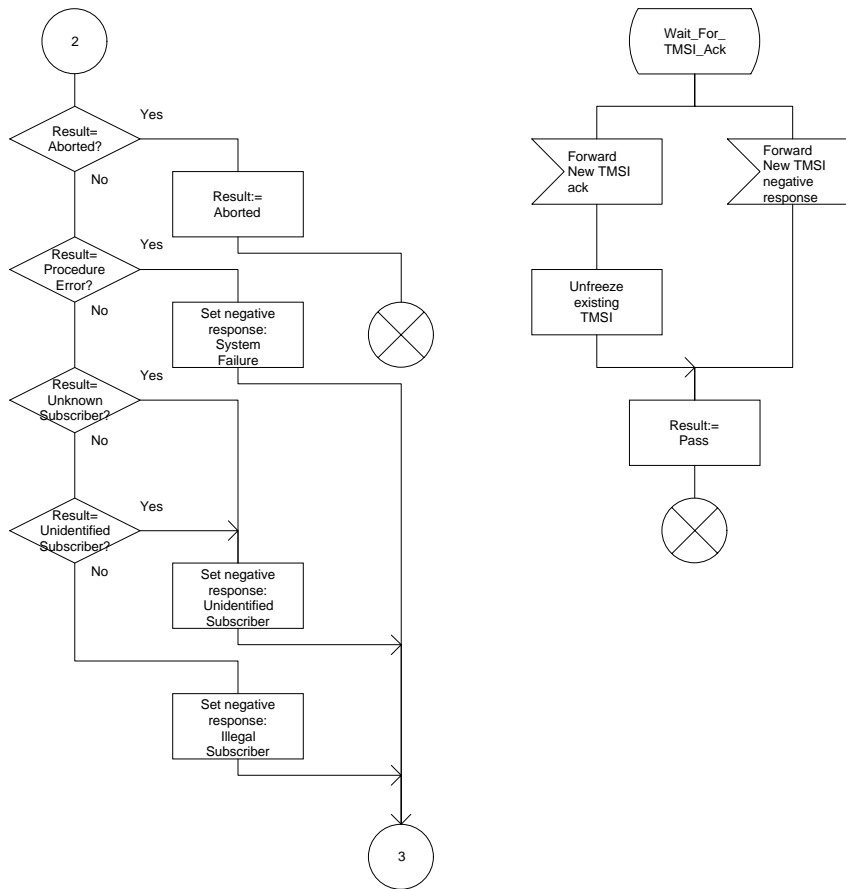 2
Result=
Aborted?
Yes
No
Result:=
Aborted
Result=
Procedure
Error?
Yes
No
Set negative
response:
System
Failure
Result=
Unknown
Subscriber?
Yes
No
Result=
Unidentified
Subscriber?
Yes
No
Set negative
response:
Unidentified
Subscriber
Set negative
response:
Illegal
Subscriber
3
Wait_For_
TMSI_Ack
Forward
New TMSI
ack
Forward
New TMSI
negative
response
Unfreeze
existing
TMSI
Result:=
Pass